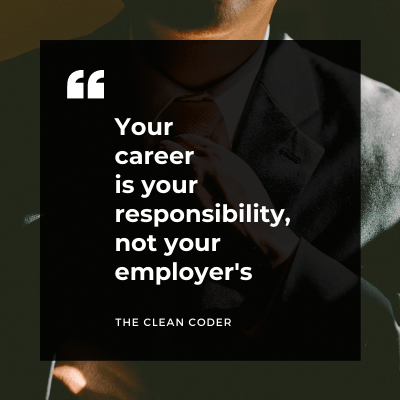 “
Your
career
is your
responsibility,
not your
employer's
THE CLEAN CODER